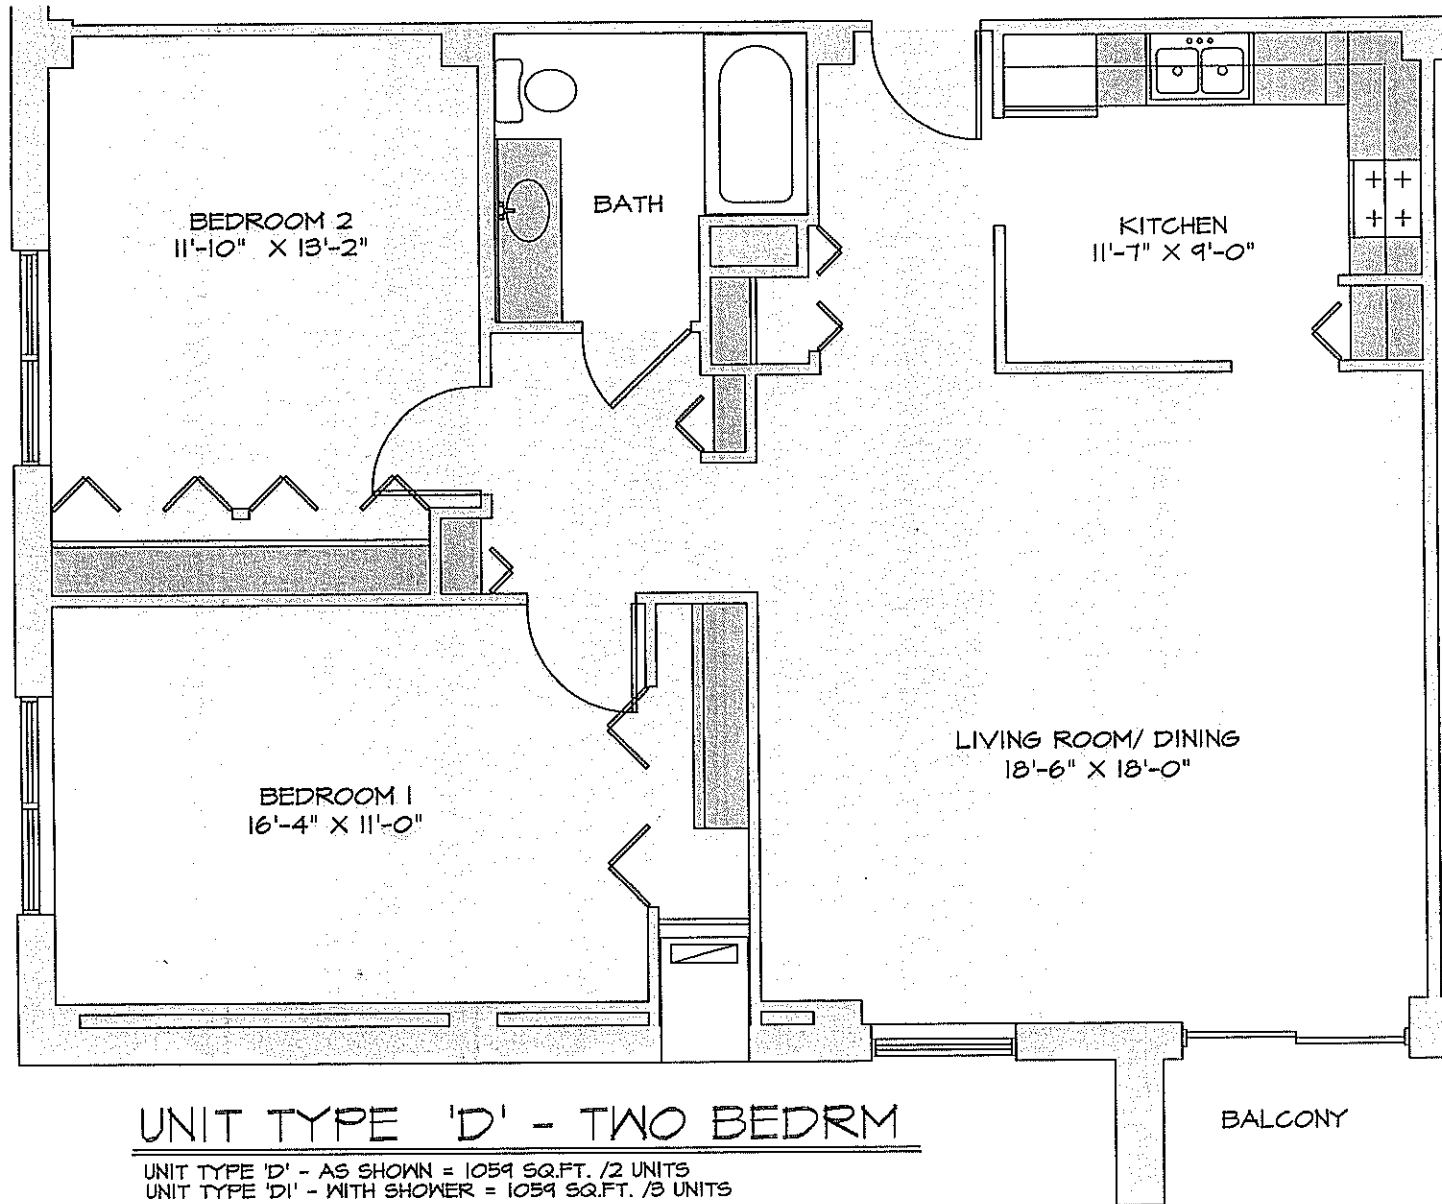 BEDROOM 2
11'-10" X 13'-2"
BATH
KITCHEN
11'-7" X 9'-0"
LIVING ROOM/ DINING
18'-6" X 18'-0"
BEDROOM 1
16'-4" X 11'-0"
UNIT TYPE 'D' - TWO BEDRM
BALCONY
UNIT TYPE 'D' - AS SHOWN = 1059 SQ.FT. /2 UNITS
UNIT TYPE 'D1' - WITH SHOWER = 1059 SQ.FT. /3 UNITS